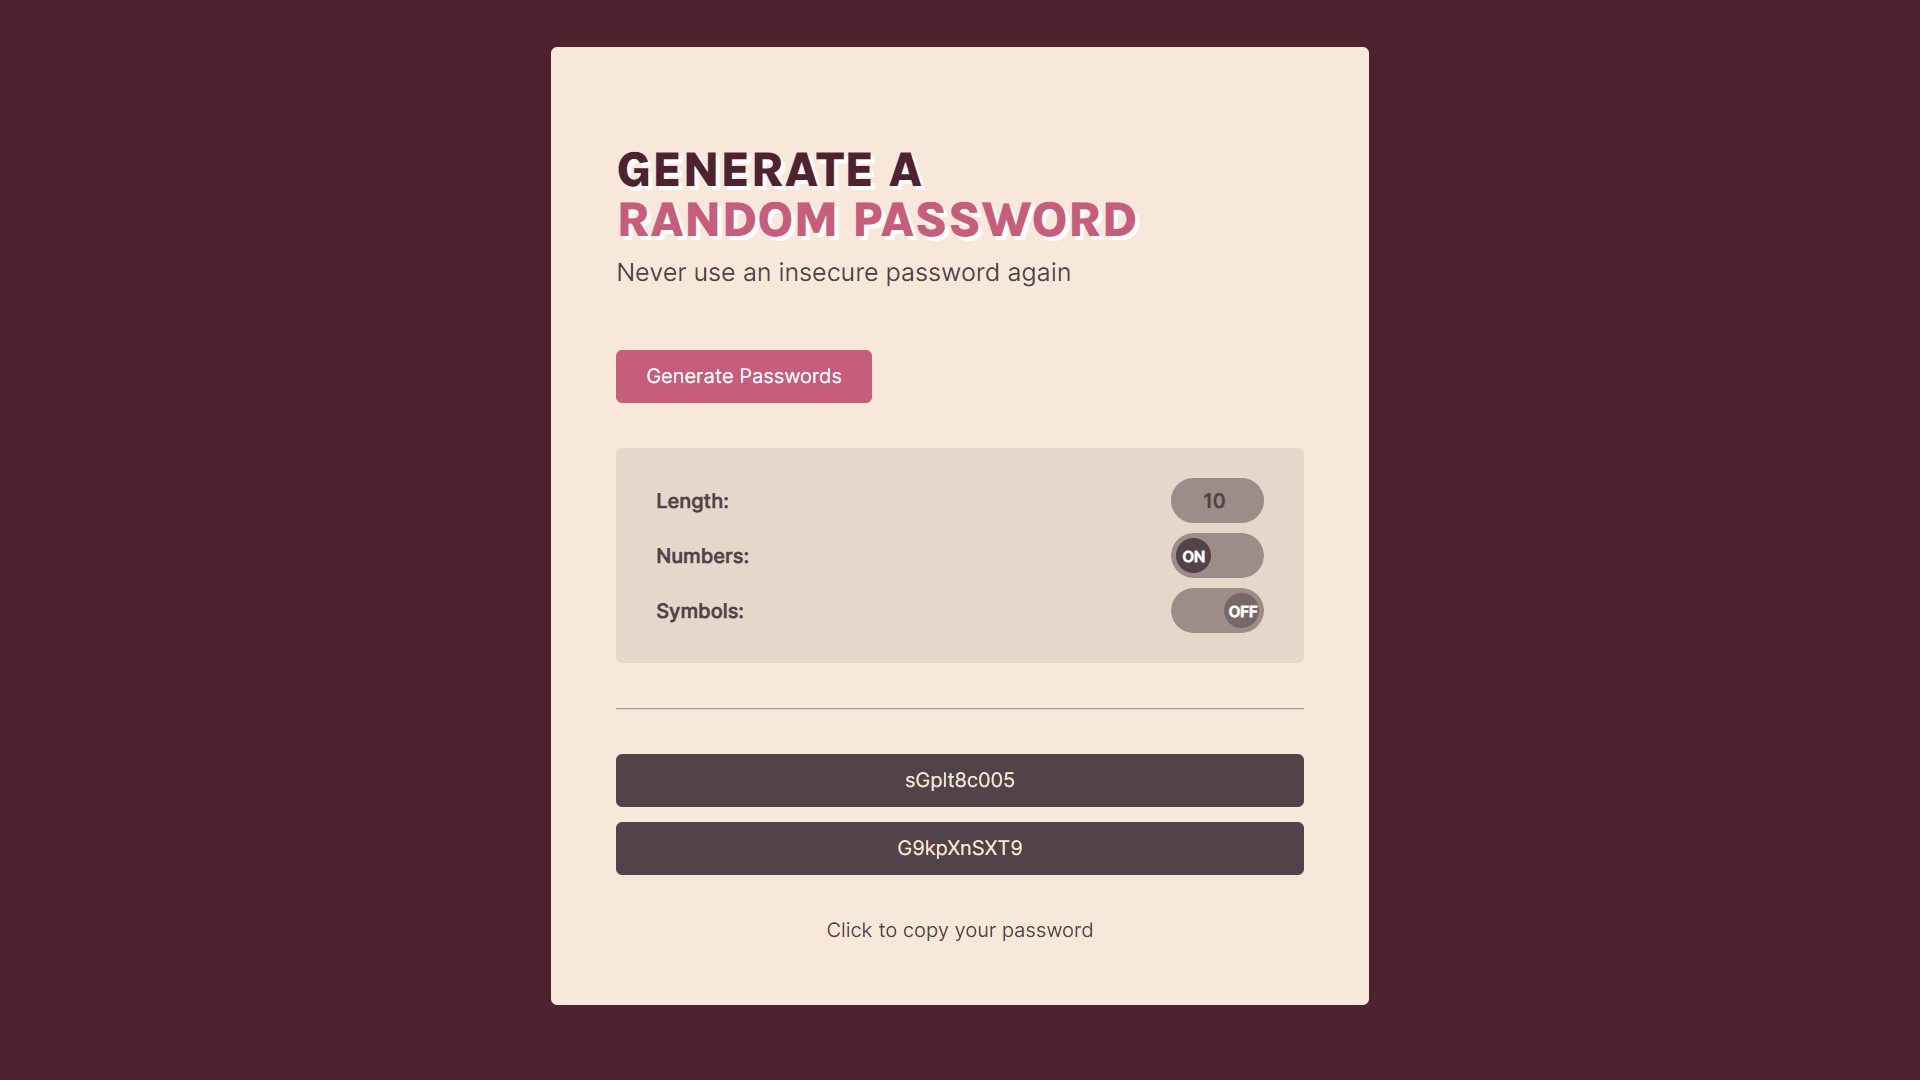 GENERATE A
RANDOM PASSWORD
Never use an insecure password again
Generate Passwords
Length: 10
Numbers: ON
Symbols: OFF
sGplt8c005
G9kpXnSXT9
Click to copy your password